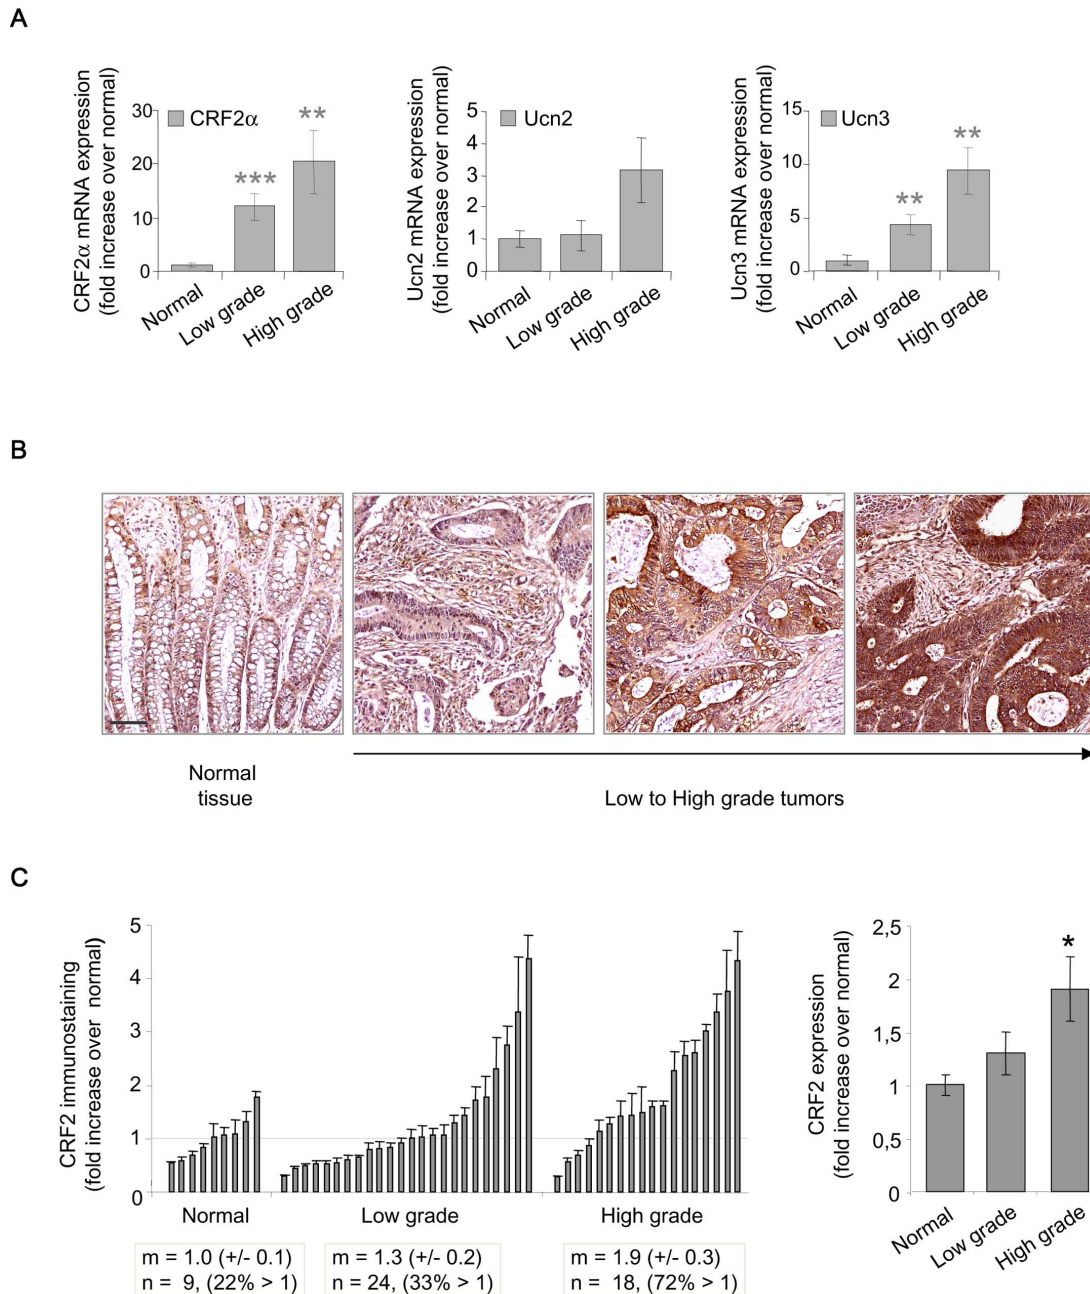 A
CRF2α mRNA expression
(fold increase over normal)
30
20
10
0
CRF2α
***
**
Normal
Low grade
High grade
Ucn2 mRNA expression
(fold increase over normal)
5
4
3
2
1
0
Ucn2
Normal
Low grade
High grade
Ucn3 mRNA expression
(fold increase over normal)
15
10
5
0
Ucn3
**
**
Normal
Low grade
High grade
B
Normal
tissue
Low to High grade tumors
C
CRF2 immunostaining
(fold increase over normal)
5
4
3
2
1
0
Normal
Low grade
High grade
m = 1.0 (+/- 0.1)
n = 9, (22% > 1)
m = 1.3 (+/- 0.2)
n = 24, (33% > 1)
m = 1.9 (+/- 0.3)
n = 18, (72% > 1)
CRF2 expression
(fold increase over normal)
2,5
2
1,5
1
0,5
0
*
Normal
Low grade
High grade